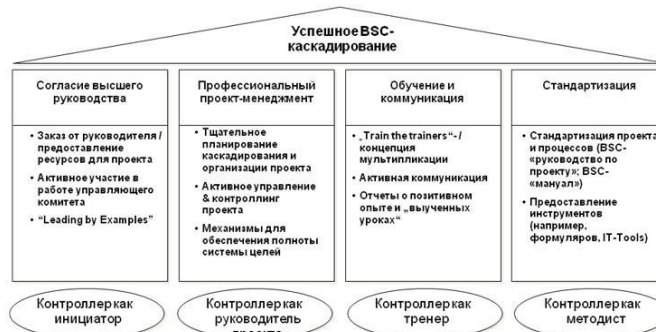 Успешное BSC-
каскадирование
Согласие высшего
руководства
• Заказ от руководителя /
предоставление
ресурсов для проекта
• Активное участие в
работе управляющего
комитета
• “Leading by Examples”
Профессиональный
проект-менеджмент
• Тщательное
планирование
каскадирования и
организации проекта
• Активное управление
& контроллинг
проекта
• Механизмы для
обеспечения полноты
системы целей
Обучение и
коммуникация
• „Train the trainers“- /
концепция
мультипликации
• Активная коммуникация
• Отчеты о позитивном
опыте и „выученных
уроках“
Стандартизация
• Стандартизация проекта
и процессов (BSC-
«руководство по
проекту»; BSC-
«мануал»)
• Предоставление
инструментов
(например,
формуляров, IT-Tools)
Контроллер как
инициатор
Контроллер как
руководитель
Контроллер как
тренер
Контроллер как
методист